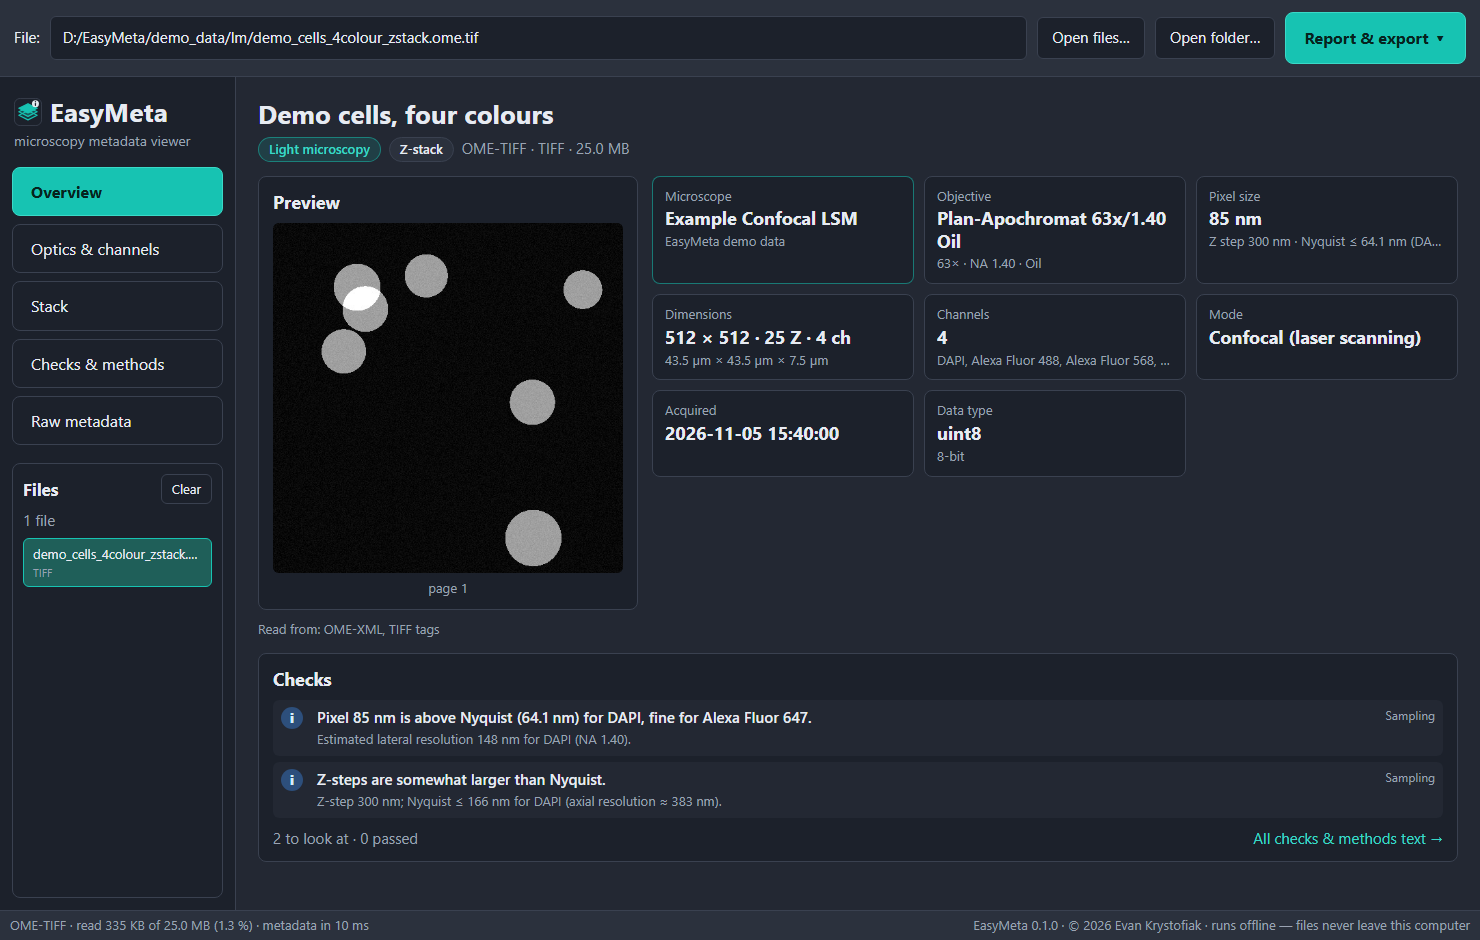 File:
D:/EasyMeta/demo_data/lm/demo_cells_4colour_zstack.ome.tif
Open files...
Open folder...
Report & export ▾
EasyMeta
microscopy metadata viewer
Overview
Optics & channels
Stack
Checks & methods
Raw metadata
Files
Clear
1 file
demo_cells_4colour_zstack....
TIFF
Demo cells, four colours
Light microscopy
Z-stack
OME-TIFF · TIFF · 25.0 MB
Preview
page 1
Microscope
Example Confocal LSM
EasyMeta demo data
Objective
Plan-Apochromat 63x/1.40
Oil
63× · NA 1.40 · Oil
Pixel size
85 nm
Z step 300 nm · Nyquist ≤ 64.1 nm (DA...
Dimensions
512 × 512 · 25 Z · 4 ch
43.5 µm × 43.5 µm × 7.5 µm
Channels
4
DAPI, Alexa Fluor 488, Alexa Fluor 568, ...
Mode
Confocal (laser scanning)
Acquired
2026-11-05 15:40:00
Data type
uint8
8-bit
Read from: OME-XML, TIFF tags
Checks
Pixel 85 nm is above Nyquist (64.1 nm) for DAPI, fine for Alexa Fluor 647.
Sampling
Estimated lateral resolution 148 nm for DAPI (NA 1.40).
Z-steps are somewhat larger than Nyquist.
Sampling
Z-step 300 nm; Nyquist ≤ 166 nm for DAPI (axial resolution ≈ 383 nm).
2 to look at · 0 passed
All checks & methods text →
OME-TIFF · read 335 KB of 25.0 MB (1.3 %) · metadata in 10 ms
EasyMeta 0.1.0 · © 2026 Evan Krystofiak · runs offline — files never leave this computer